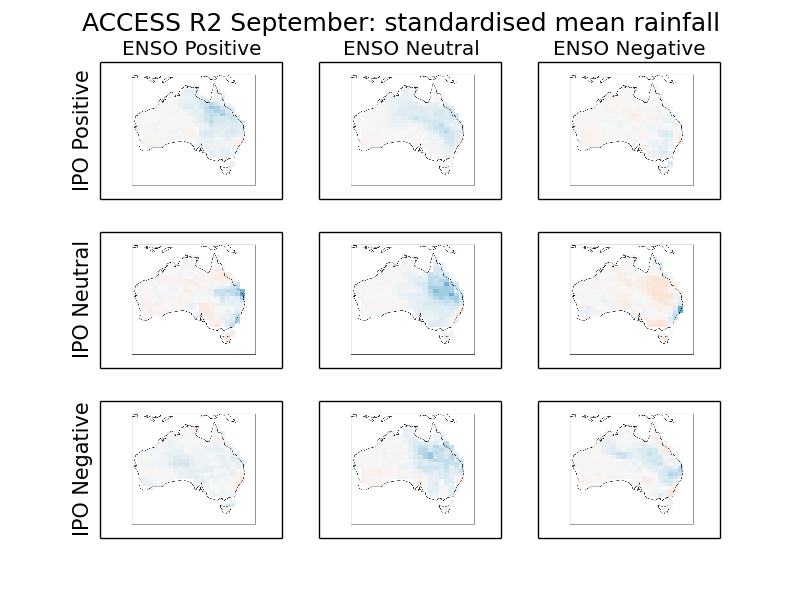 ACCESS R2 September: standardised mean rainfall
ENSO Positive ENSO Neutral ENSO Negative
IPO Positive
IPO Neutral
IPO Negative